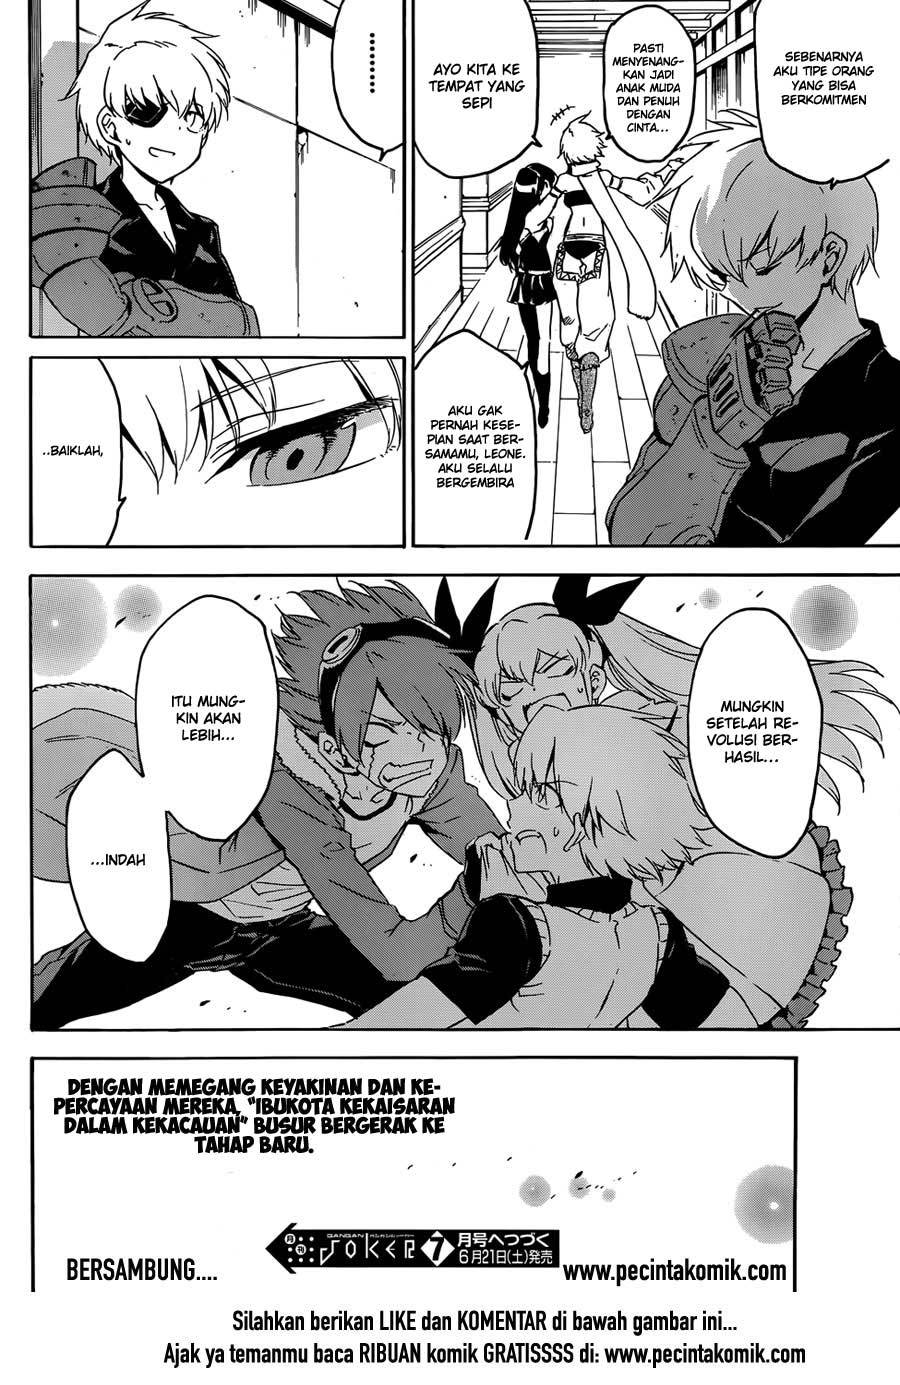 SEBENARNYA
AKU TIPE ORANG
YANG BISA
BERKOMITMEN
PASTI
MENYENANG-
KAN JADI
ANAK MUDA
DAN PENUH
DENGAN
CINTA...
AYO KITA KE
TEMPAT YANG
SEPI
.........
AKU GAK
PERNAH KESE-
PIAN SAAT BER-
SAMAMU, LEONE.
AKU SELALU
BERGEMBIRA
..BAIKLAH,
MUNGKIN
SETELAH RE-
VOLUSI BER-
HASIL...
ITU MUNG-
KIN AKAN
LEBIH...
...INDAH
DENGAN MEMEGANG KEYAKINAN DAN KE-
PERCAYAAN MEREKA, "IBUKOTA KEKAISARAN
DALAM KEKACAUAN" BUSUR BERGERAK KE
TAHAP BARU.
月刊
GANGAN
JOKER
7
月号へつづく
6月21日(土)発売
BERSAMBUNG....
www.pecintakomik.com
Silahkan berikan LIKE dan KOMENTAR di bawah gambar ini...
Ajak ya temanmu baca RIBUAN komik GRATISSSS di: www.pecintakomik.com